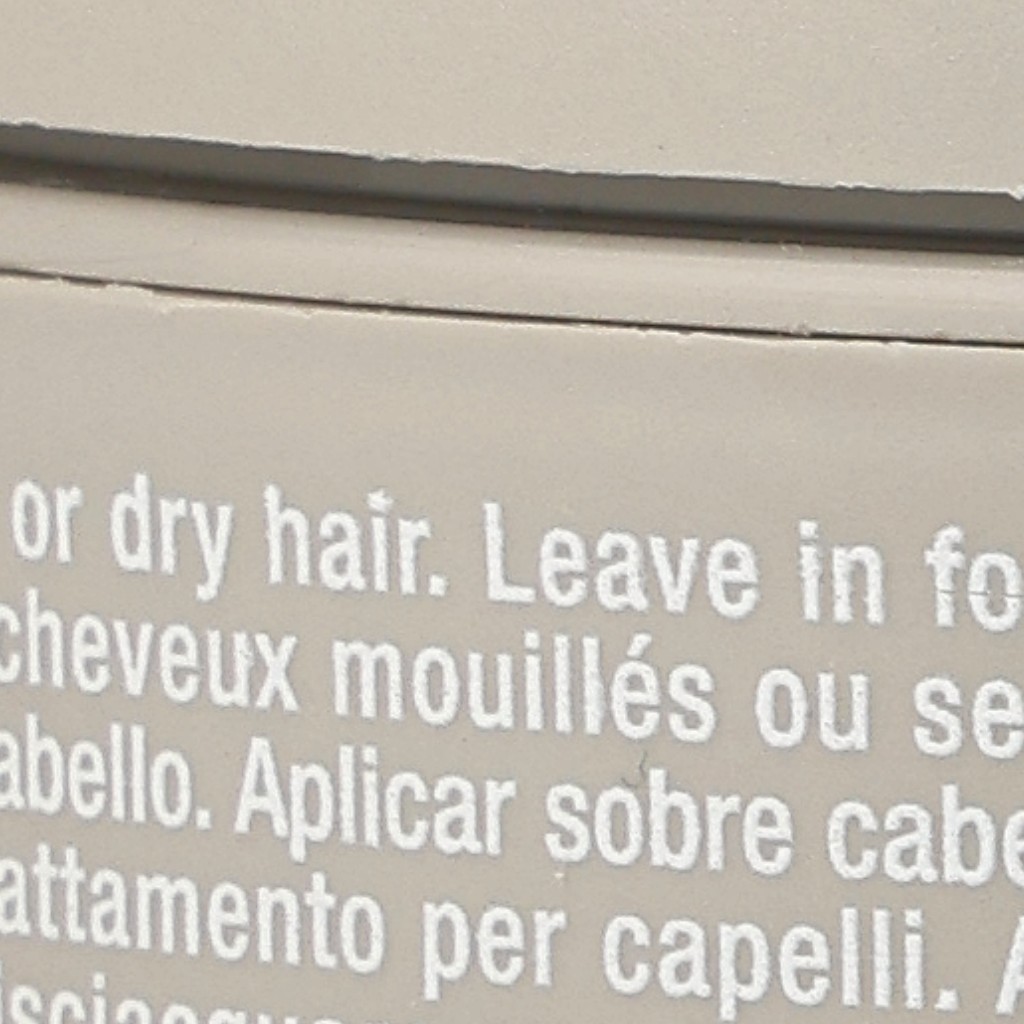 or dry hair. Leave in fo
cheveux mouillés ou se
abello. Aplicar sobre cabe
attamento per capelli. A